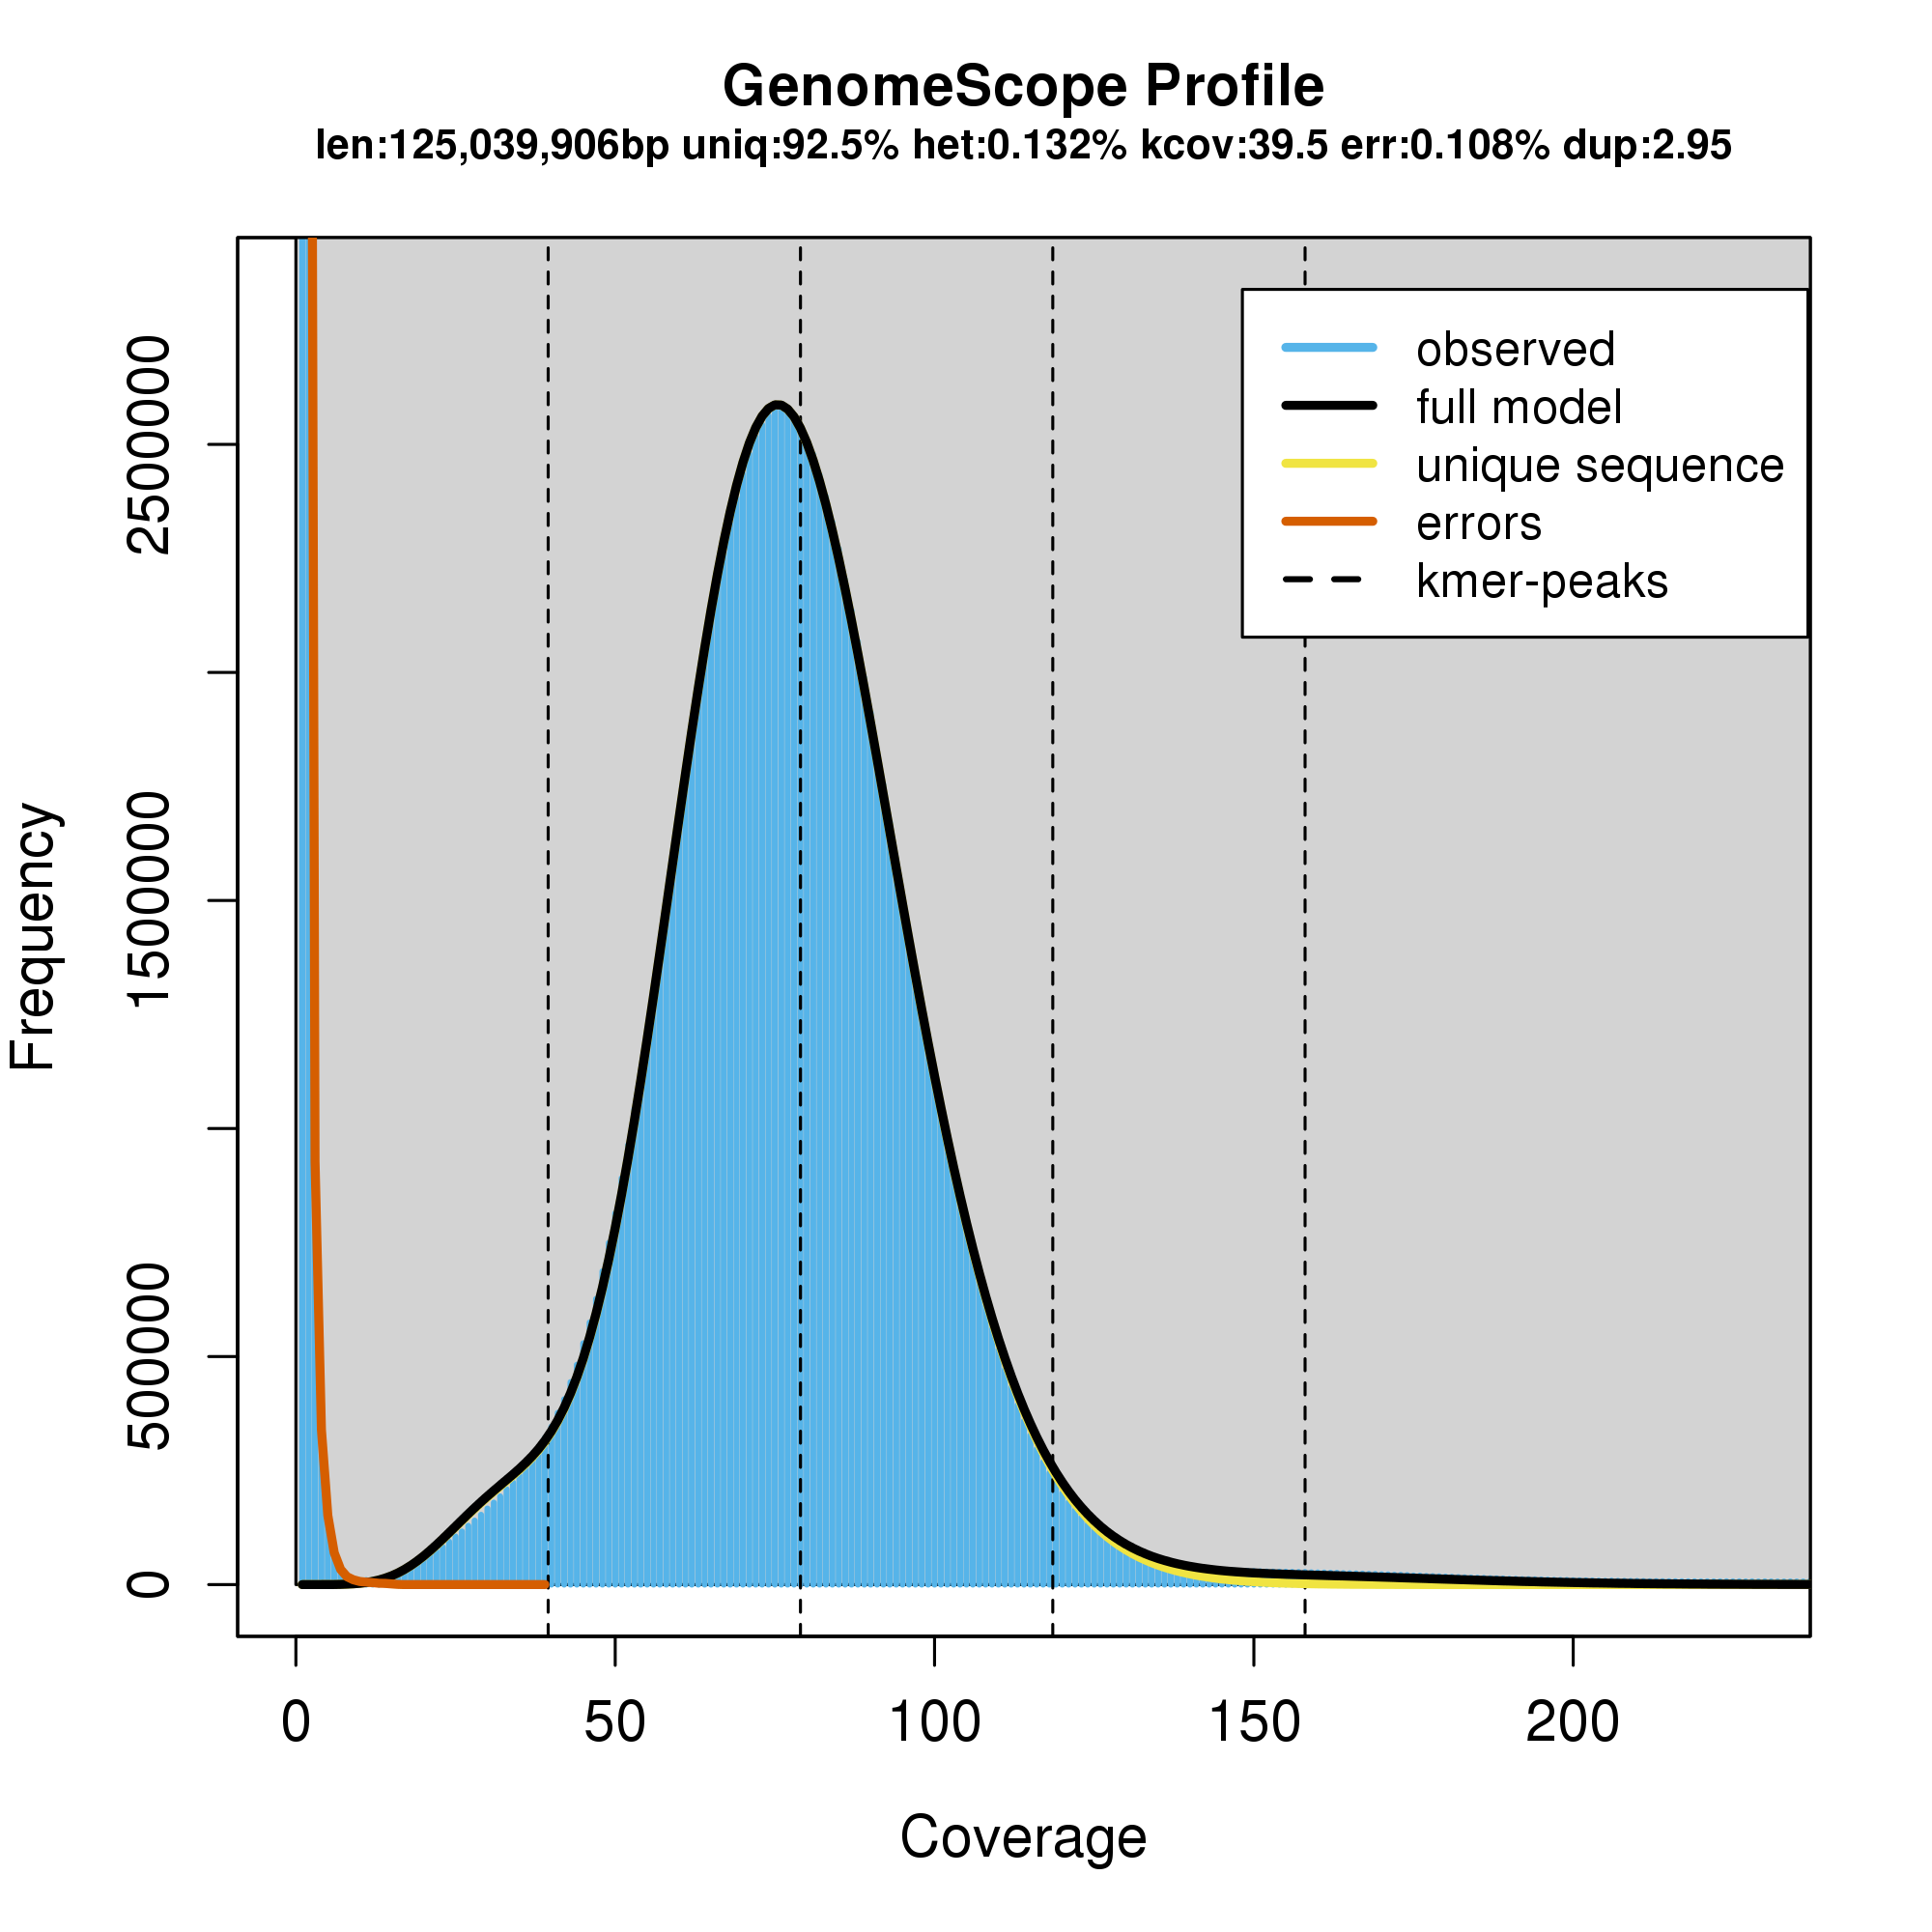 GenomeScope Profile
len:125,039,906bp uniq:92.5% het:0.132% kcov:39.5 err:0.108% dup:2.95
observed
full model
unique sequence
errors
kmer-peaks
Frequency
2500000
1500000
500000
0
0 50 100 150 200
Coverage